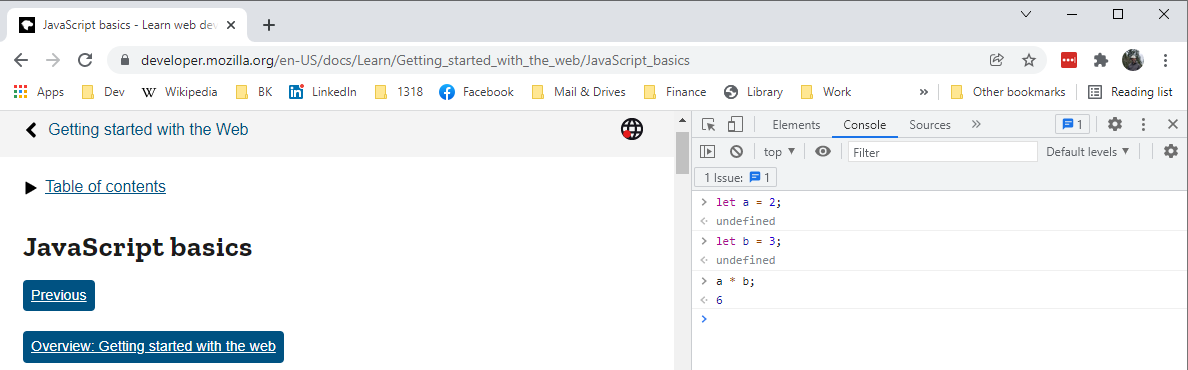 JavaScript basics - Learn web dev
developer.mozilla.org/en-US/docs/Learn/Getting_started_with_the_web/JavaScript_basics
Apps Dev W Wikipedia BK in LinkedIn 1318 Facebook Mail & Drives Finance Library Work » Other bookmarks Reading list
Getting started with the Web
Table of contents
JavaScript basics
Previous
Overview: Getting started with the web
Elements Console Sources » 1
top Filter Default levels
1 Issue: 1
let a = 2;
undefined
let b = 3;
undefined
a * b;
6